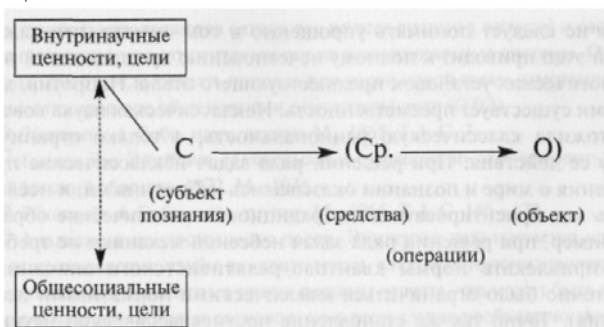 Внутринаучные
ценности, цели
С
(Ср.
О)
(субъект
познания)
(средства)
(объект)
(операции)
Общесоциальные
ценности, цели